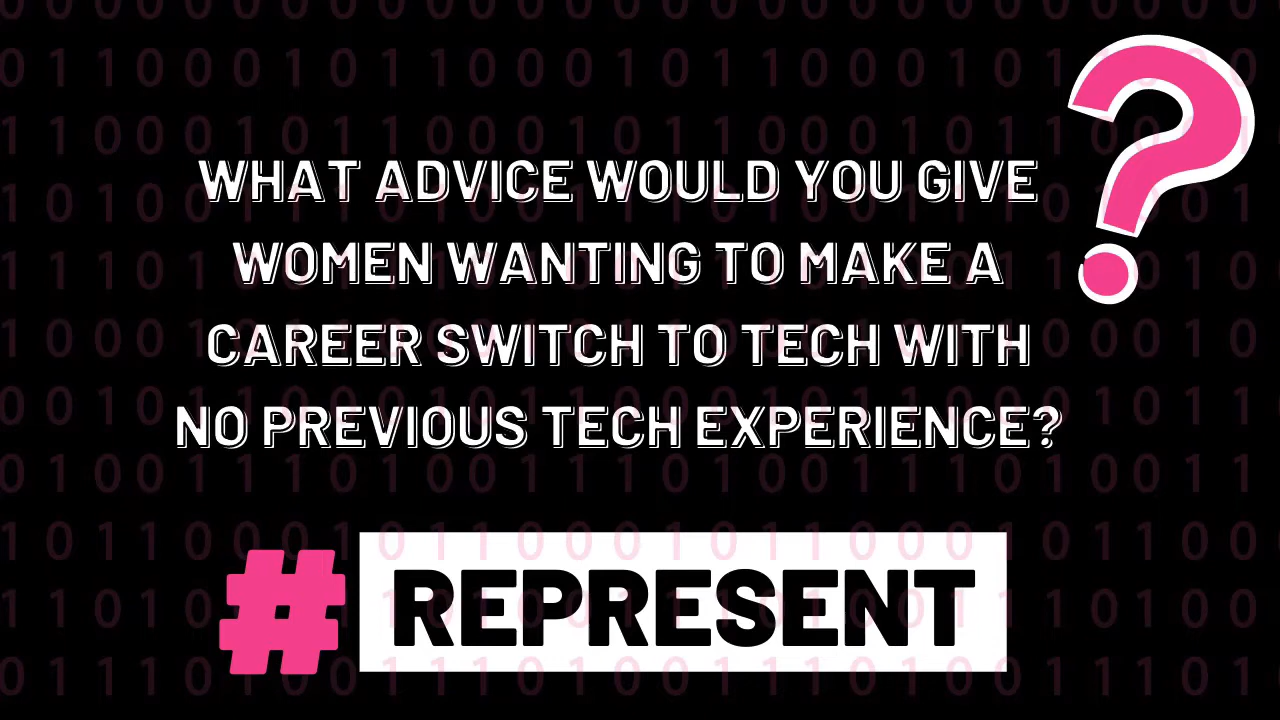 WHAT ADVICE WOULD YOU GIVE
WOMEN WANTING TO MAKE A
CAREER SWITCH TO TECH WITH
NO PREVIOUS TECH EXPERIENCE?
?
#REPRESENT